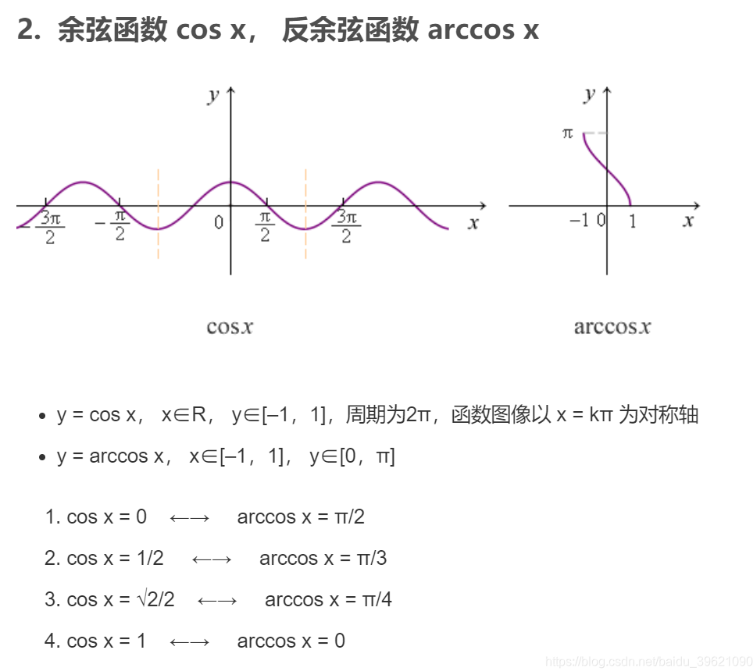 2. 余弦函数 cos x， 反余弦函数 arccos x
y
y
π
-3π/2
-π/2
0
π/2
3π/2
x
-1 0 1 x
cosx
arccosx
• y = cos x， x∈R， y∈[–1，1]，周期为2π，函数图像以 x = kπ 为对称轴
• y = arccos x， x∈[–1，1]， y∈[0，π]
1. cos x = 0 ←→ arccos x = π/2
2. cos x = 1/2 ←→ arccos x = π/3
3. cos x = √2/2 ←→ arccos x = π/4
4. cos x = 1 ←→ arccos x = 0
https://blog.csdn.net/baidu_39621090